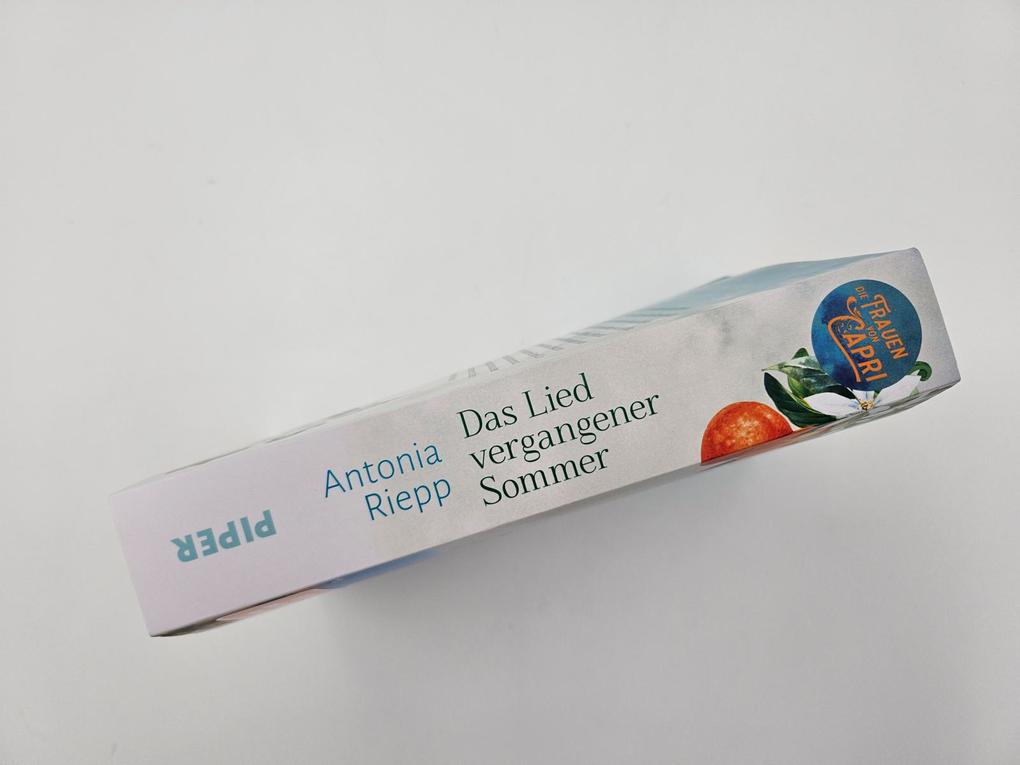 Antonia
Riepp
Das Lied
vergangener
Sommer
PIPER
DIE
FRAUEN
VON
CAPRI